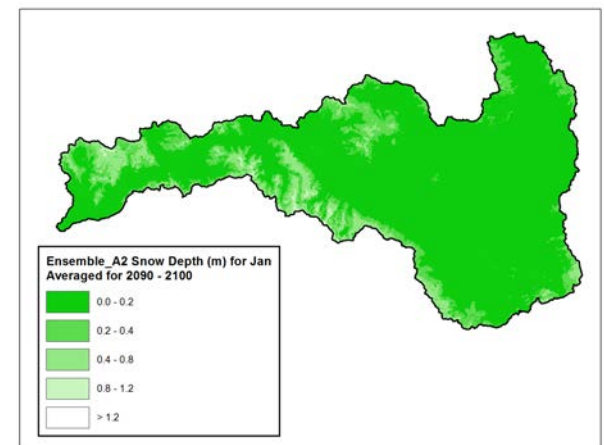 Ensemble_A2 Snow Depth (m) for Jan
Averaged for 2090 - 2100
0.0 - 0.2
0.2 - 0.4
0.4 - 0.8
0.8 - 1.2
> 1.2